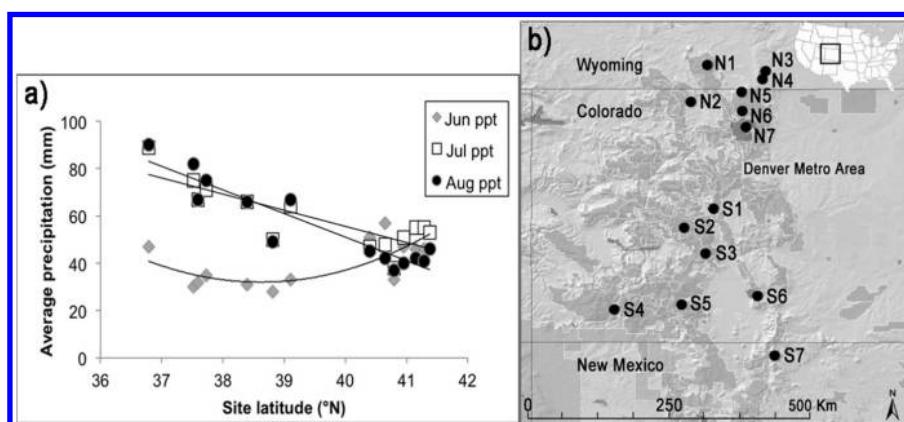 a)
Average precipitation (mm)
100
80
60
40
20
0
36 37 38 39 40 41 42
Site latitude (°N)
Jun ppt
Jul ppt
Aug ppt
b)
Wyoming
Colorado
New Mexico
Denver Metro Area
N1
N3
N4
N2
N5
N6
N7
S1
S2
S3
S6
S4
S5
S7
N
0 250 500 Km